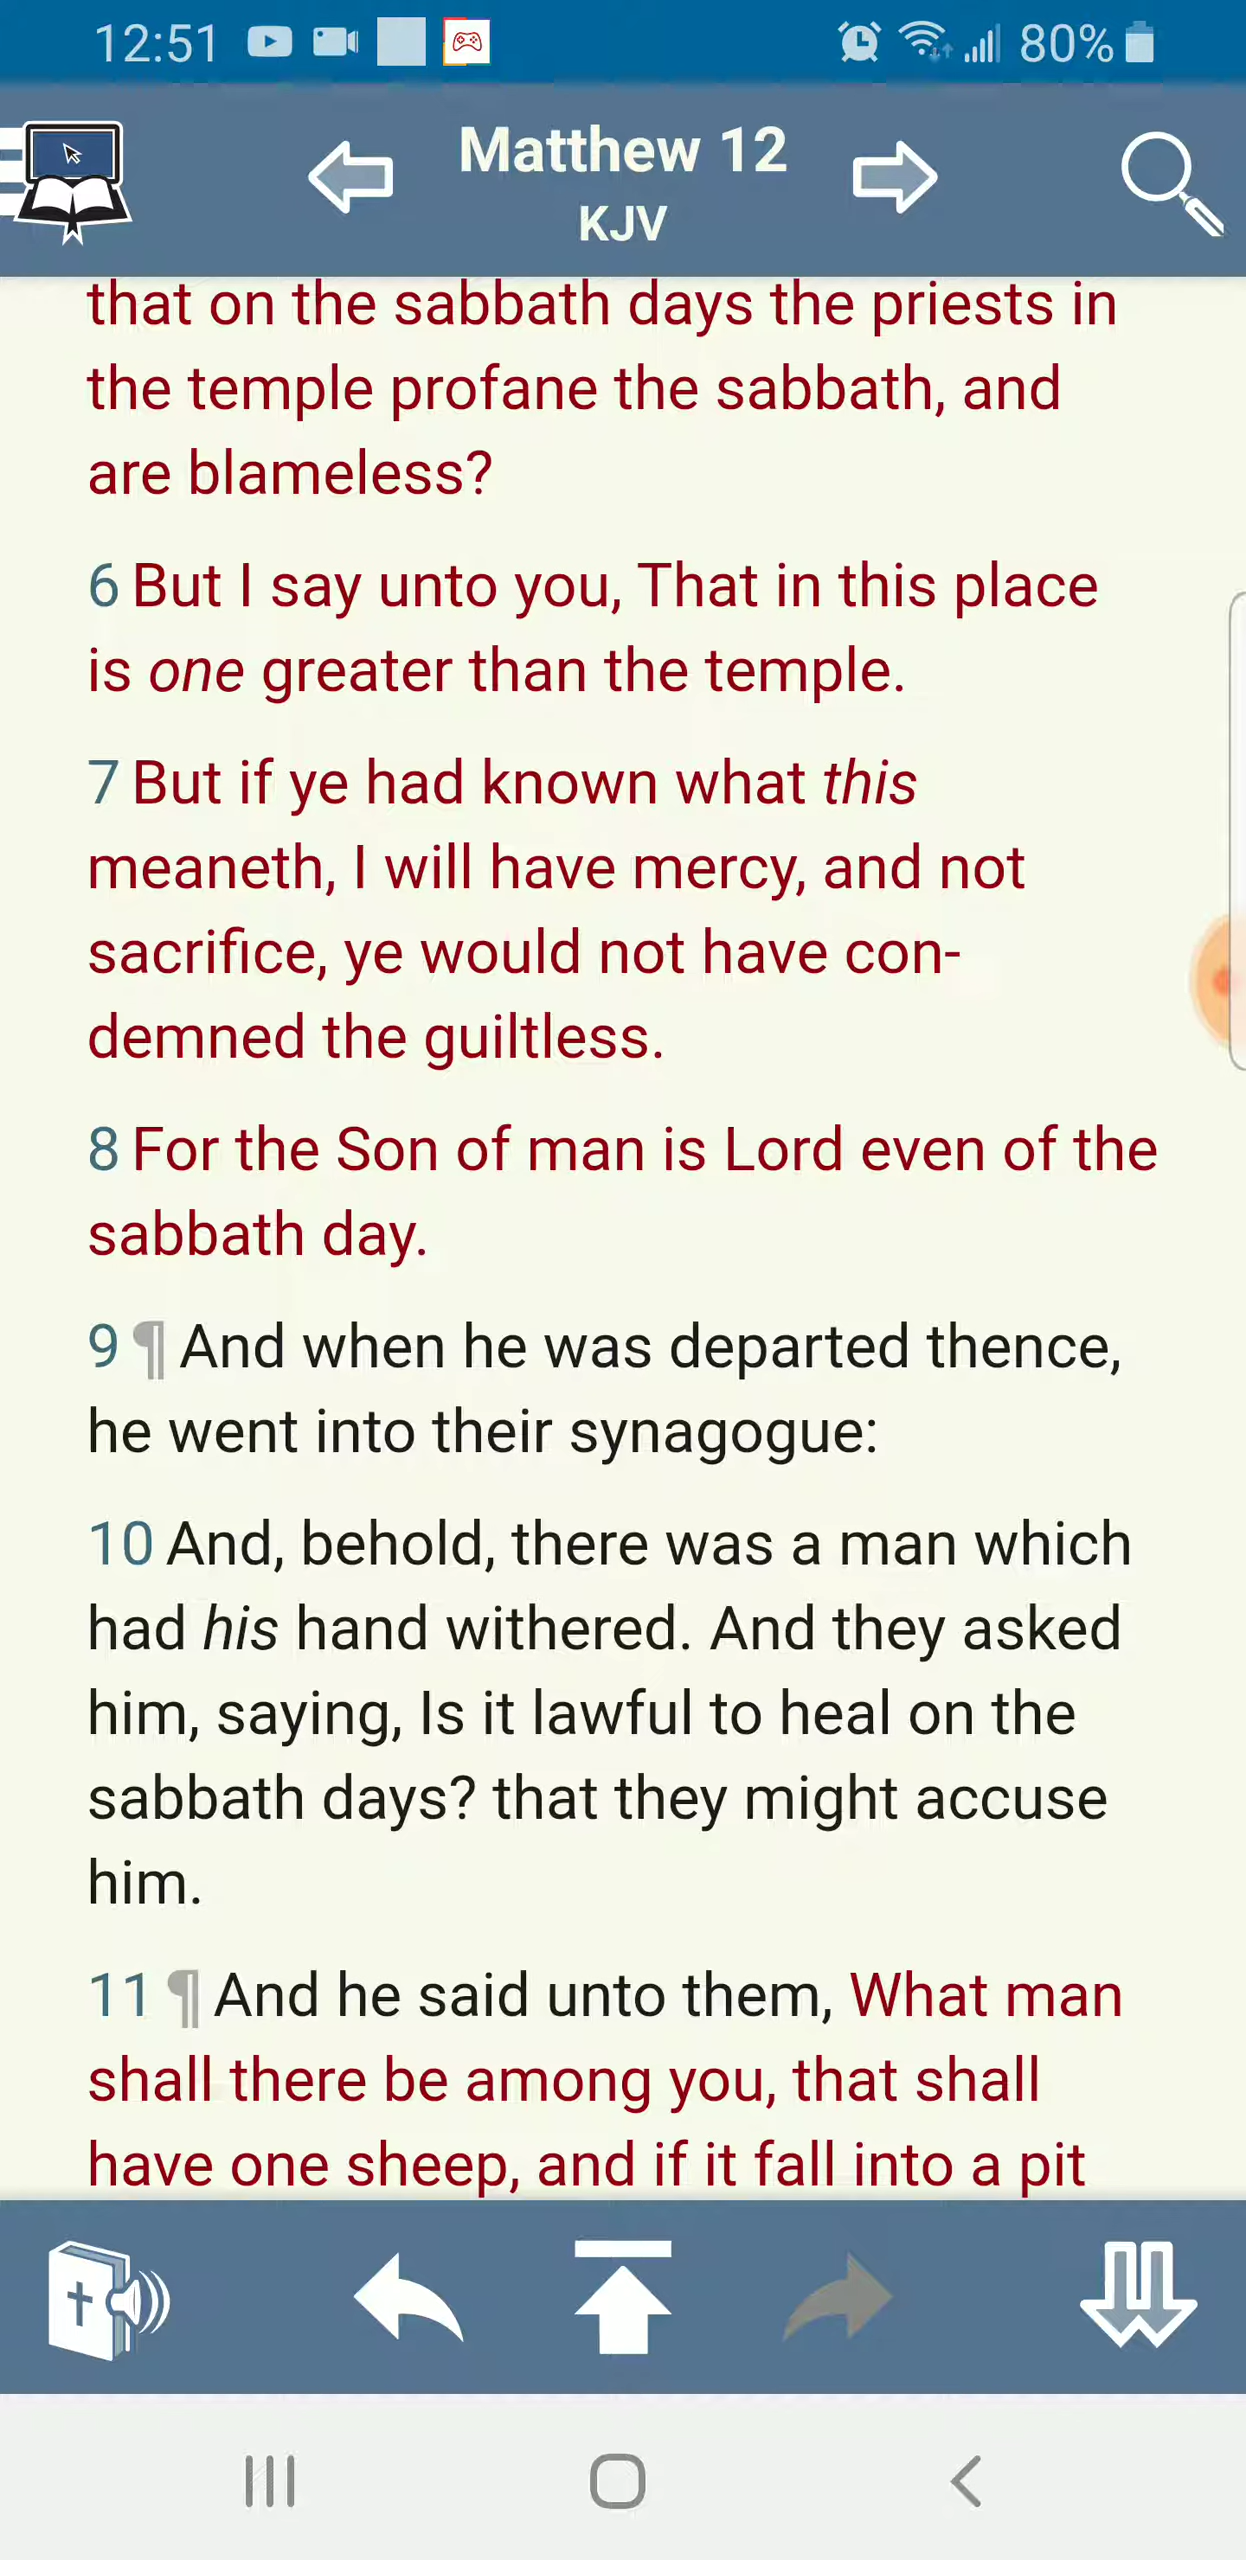 12:51
80%
Matthew 12
KJV
that on the sabbath days the priests in
the temple profane the sabbath, and
are blameless?
6 But I say unto you, That in this place
is one greater than the temple.
7 But if ye had known what this
meaneth, I will have mercy, and not
sacrifice, ye would not have con-
demned the guiltless.
8 For the Son of man is Lord even of the
sabbath day.
9 ¶ And when he was departed thence,
he went into their synagogue:
10 And, behold, there was a man which
had his hand withered. And they asked
him, saying, Is it lawful to heal on the
sabbath days? that they might accuse
him.
11 ¶ And he said unto them, What man
shall there be among you, that shall
have one sheep, and if it fall into a pit